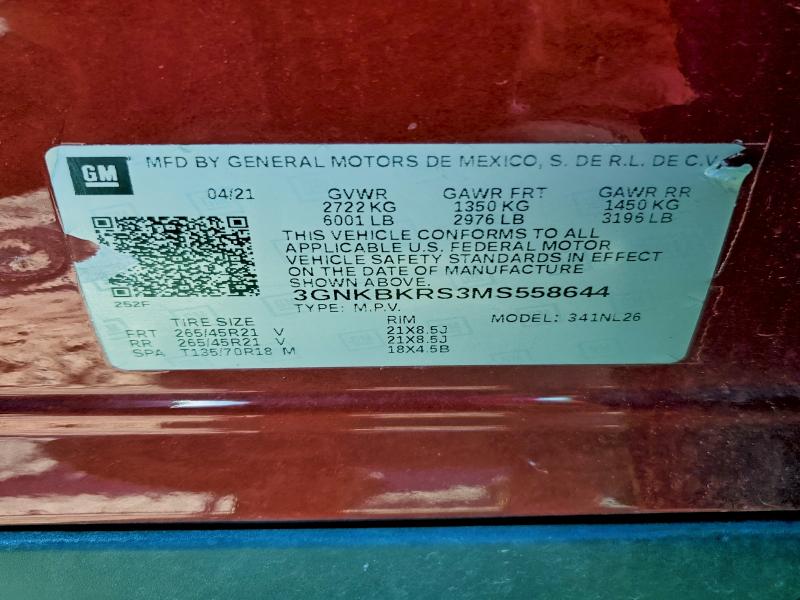 GM
MFD BY GENERAL MOTORS DE MEXICO, S. DE R.L. DE C.V.
04/21 GVWR GAWR FRT GAWR RR
2722 KG 1350 KG 1450 KG
6001 LB 2976 LB 3196 LB
THIS VEHICLE CONFORMS TO ALL
APPLICABLE U.S. FEDERAL MOTOR
VEHICLE SAFETY STANDARDS IN EFFECT
ON THE DATE OF MANUFACTURE
SHOWN ABOVE.
3GNKBKRS3MS558644
252F
TYPE: M.P.V.
TIRE SIZE RIM MODEL: 341NL26
FRT 265/45R21 V 21X8.5J
RR 265/45R21 V 21X8.5J
SPA T135/70R18 M 18X4.5B